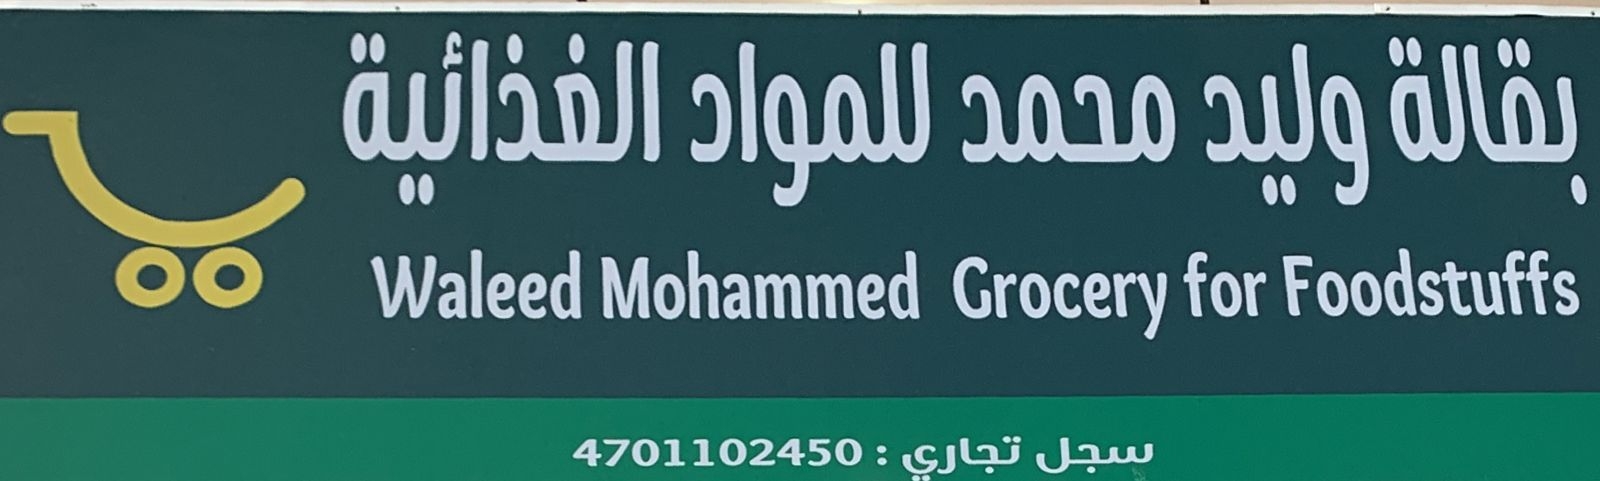 بقالة وليد محمد للمواد الغذائية
Waleed Mohammed Grocery for Foodstuffs
سجل تجاري : 4701102450